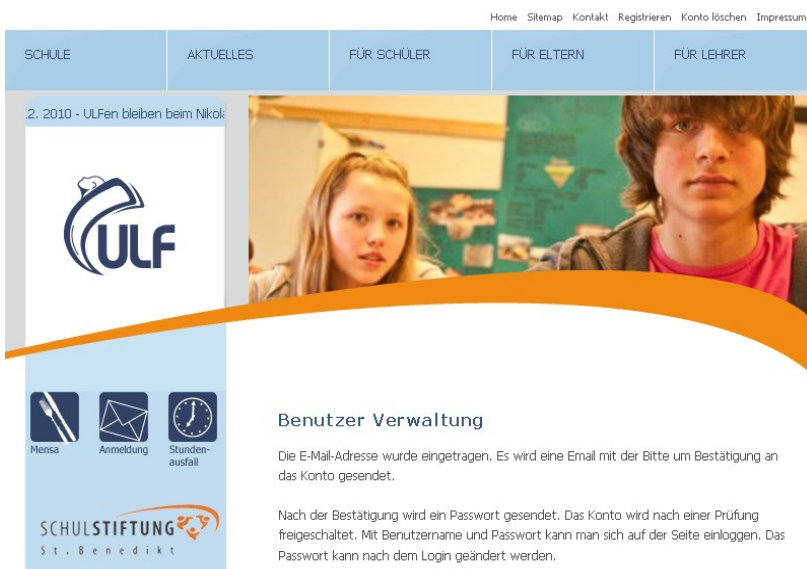 Home Sitemap Kontakt Registrieren Konto löschen Impressum
SCHULE AKTUELLES FÜR SCHÜLER FÜR ELTERN FÜR LEHRER
.2. 2010 - ULFen bleiben beim
ULF
Mensa Anmeldung Stunden-
ausfall
SCHULSTIFTUNG
St. Benedikt
Benutzer Verwaltung
Die E-Mail-Adresse wurde eingetragen. Es wird eine Email mit der Bitte um Bestätigung an
das Konto gesendet.
Nach der Bestätigung wird ein Passwort gesendet. Das Konto wird nach einer Prüfung
freigeschaltet. Mit Benutzername und Passwort kann man sich auf der Seite einloggen. Das
Passwort kann nach dem Login geändert werden.